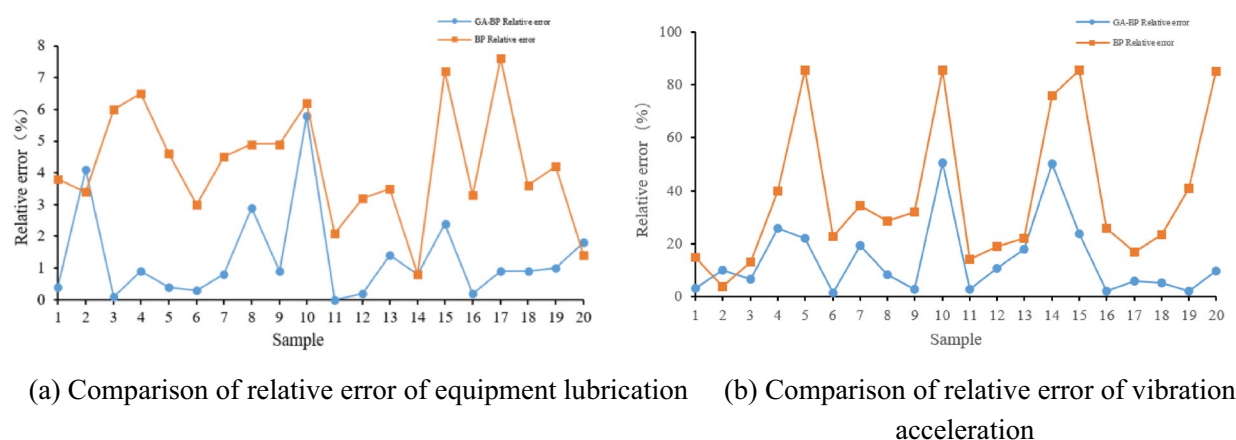 GA-BP Relative error
BP Relative error
8
7
6
5
4
3
2
1
0
Relative error（%）
1 2 3 4 5 6 7 8 9 10 11 12 13 14 15 16 17 18 19 20
Sample
(a) Comparison of relative error of equipment lubrication
GA-BP Relative error
BP Relative error
100
80
60
40
20
0
Relative error（%）
1 2 3 4 5 6 7 8 9 10 11 12 13 14 15 16 17 18 19 20
Sample
(b) Comparison of relative error of vibration
acceleration